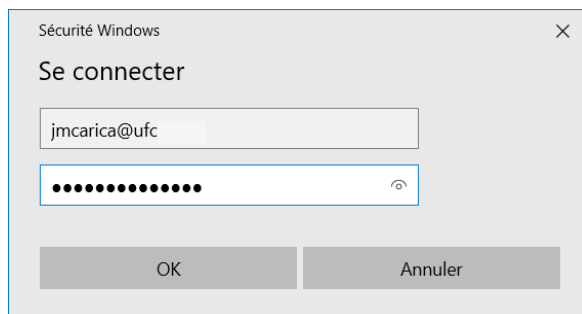 Sécurité Windows
Se connecter
jmcarica@ufc
●●●●●●●●●●●●●●
OK
Annuler